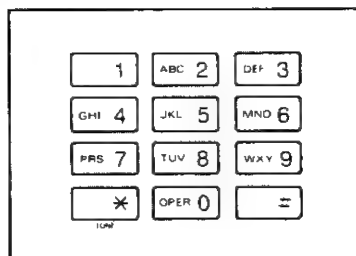 1 ABC 2 DEF 3
GHI 4 JKL 5 MNO 6
PRS 7 TUV 8 WXY 9
* OPER 0 =
TONE